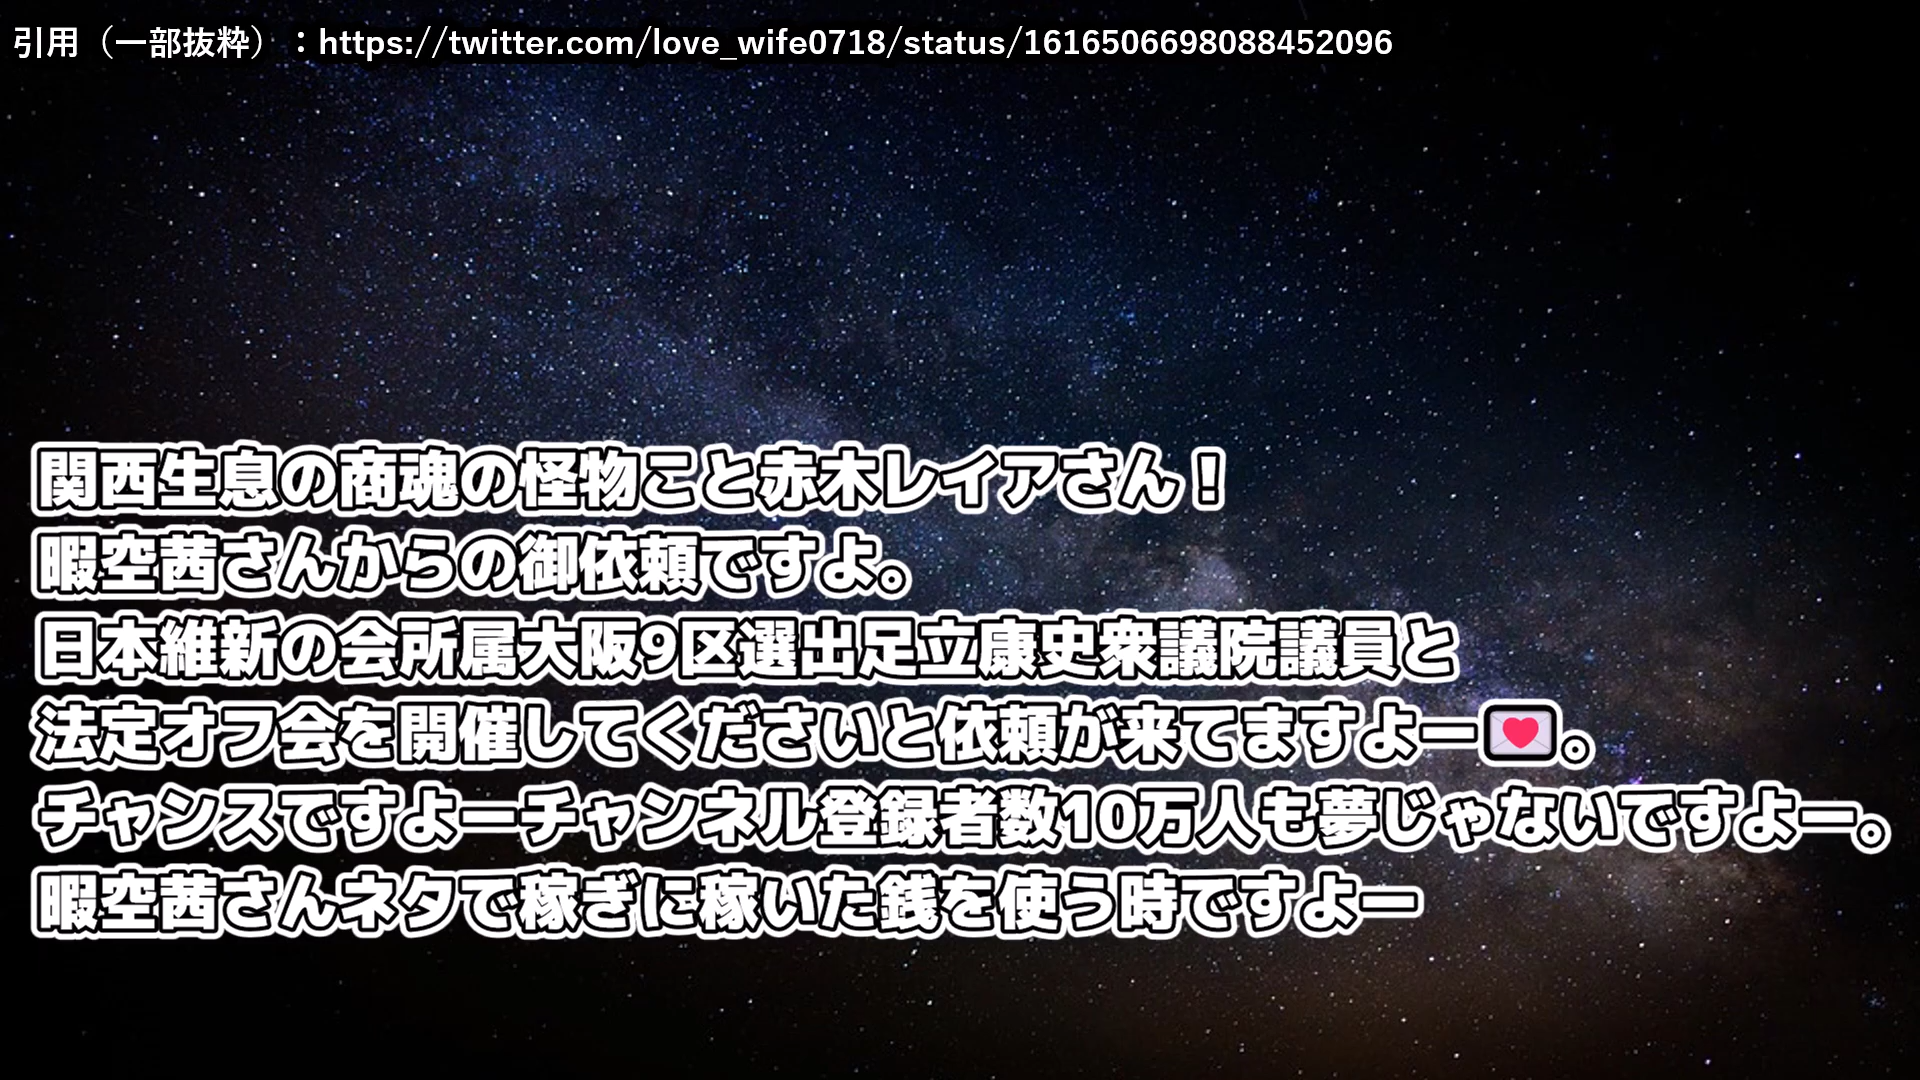 引用（一部抜粋）：https://twitter.com/love_wife0718/status/1616506698088452096
関西生息の商魂の怪物こと赤木レイアさん！
暇空茜さんからの御依頼ですよ。
日本維新の会所属大阪9区選出足立康史衆議院議員と
法定オフ会を開催してくださいと依頼が来てますよー💌。
チャンスですよーチャンネル登録者数10万人も夢じゃないですよー。
暇空茜さんネタで稼ぎに稼いだ銭を使う時ですよー